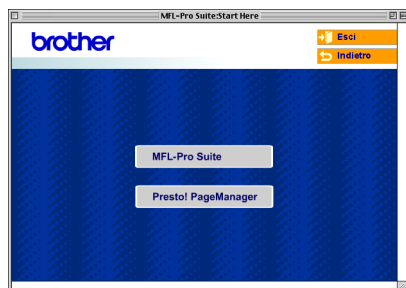 MFL-Pro Suite:Start Here
brother
Esci
Indietro
MFL-Pro Suite
Presto! PageManager